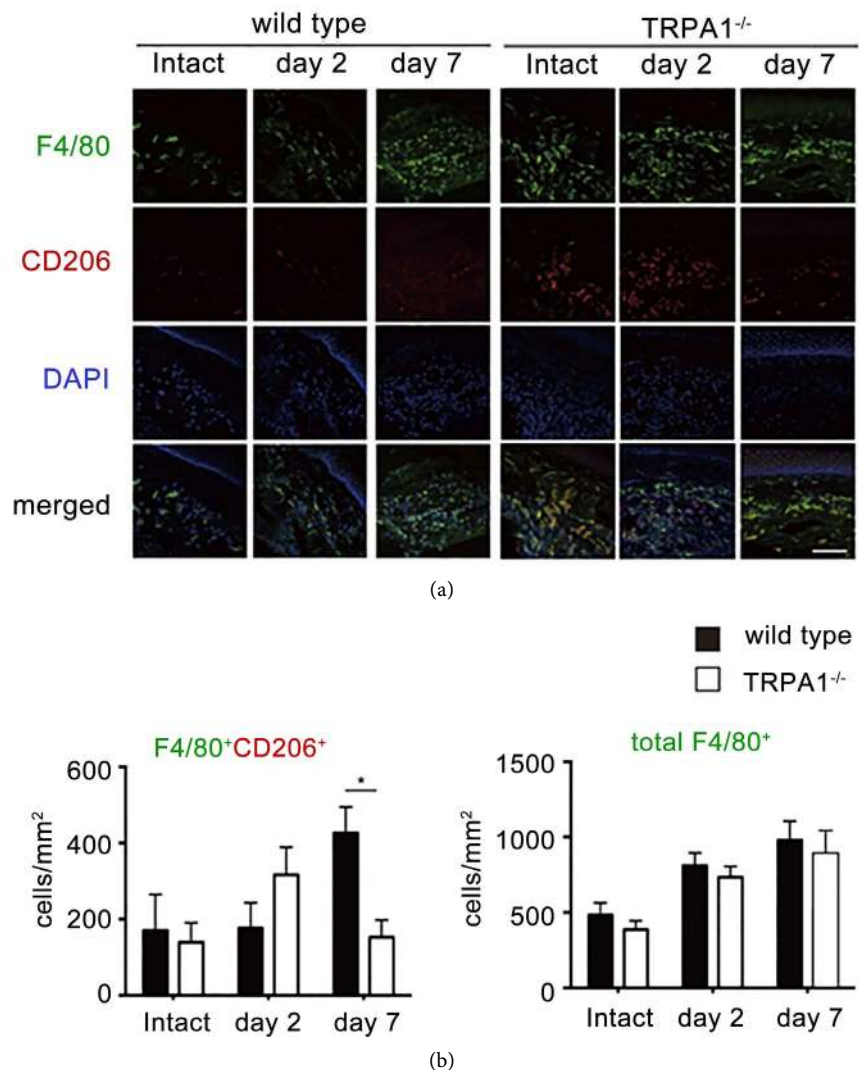 wild type TRPA1⁻/⁻
Intact day 2 day 7 Intact day 2 day 7
F4/80
CD206
DAPI
merged
(a)
wild type
TRPA1⁻/⁻
F4/80⁺CD206⁺
600
400
200
0
cells/mm²
*
Intact day 2 day 7
total F4/80⁺
1500
1000
500
0
cells/mm²
Intact day 2 day 7
(b)